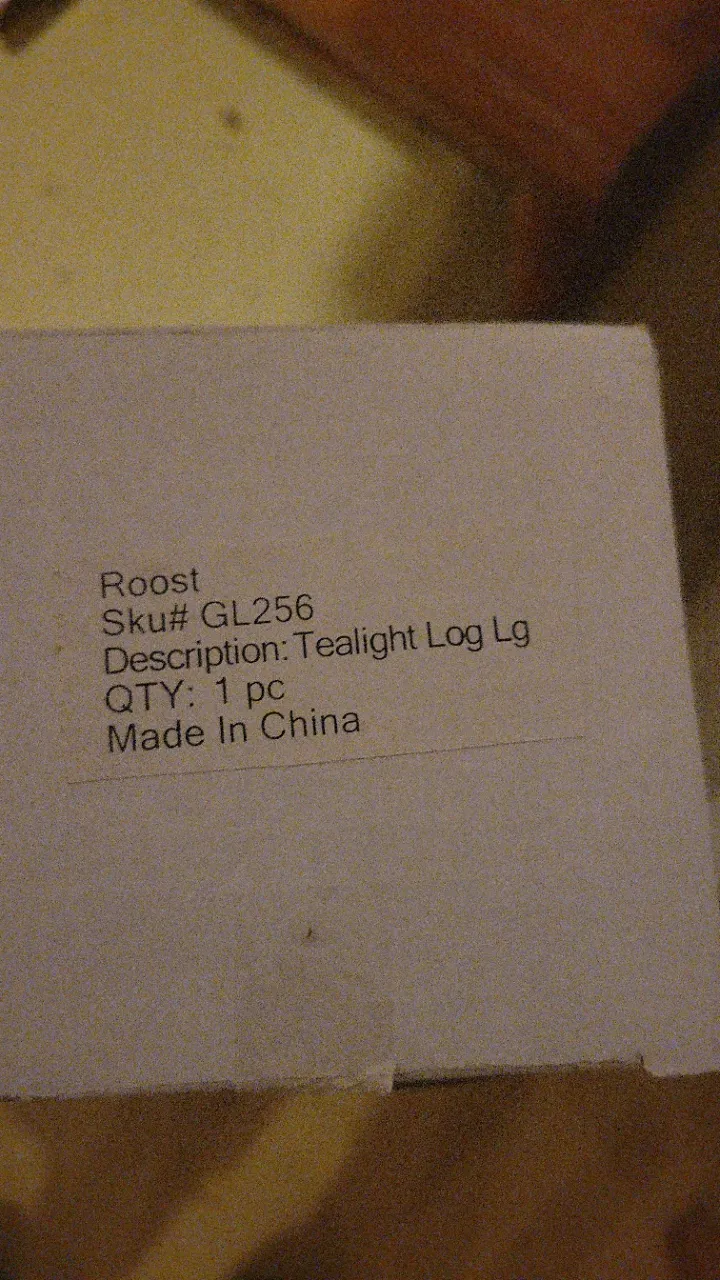 Roost
Sku# GL256
Description: Tealight Log Lg
QTY: 1 pc
Made In China